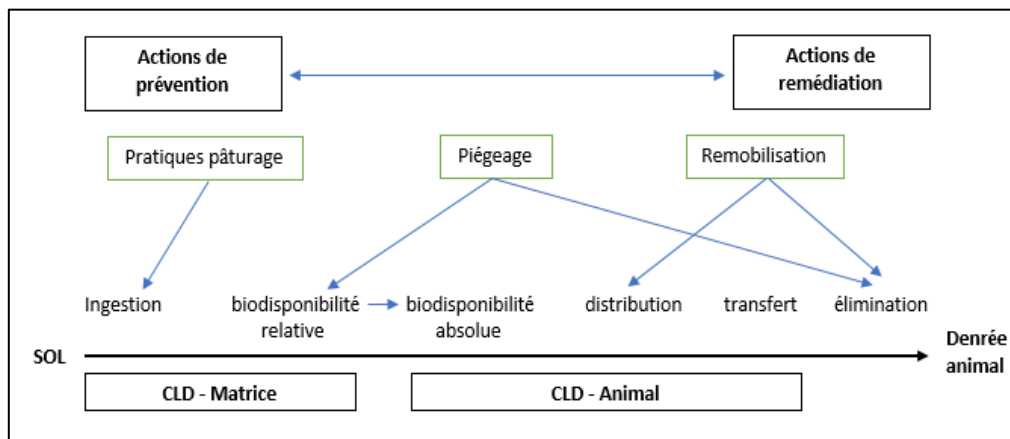 Actions de
prévention
Actions de
remédiation
Pratiques pâturage
Piégeage
Remobilisation
Ingestion
biodisponibilité
relative
biodisponibilité
absolue
distribution
transfert
élimination
SOL
Denrée
animal
CLD - Matrice
CLD - Animal